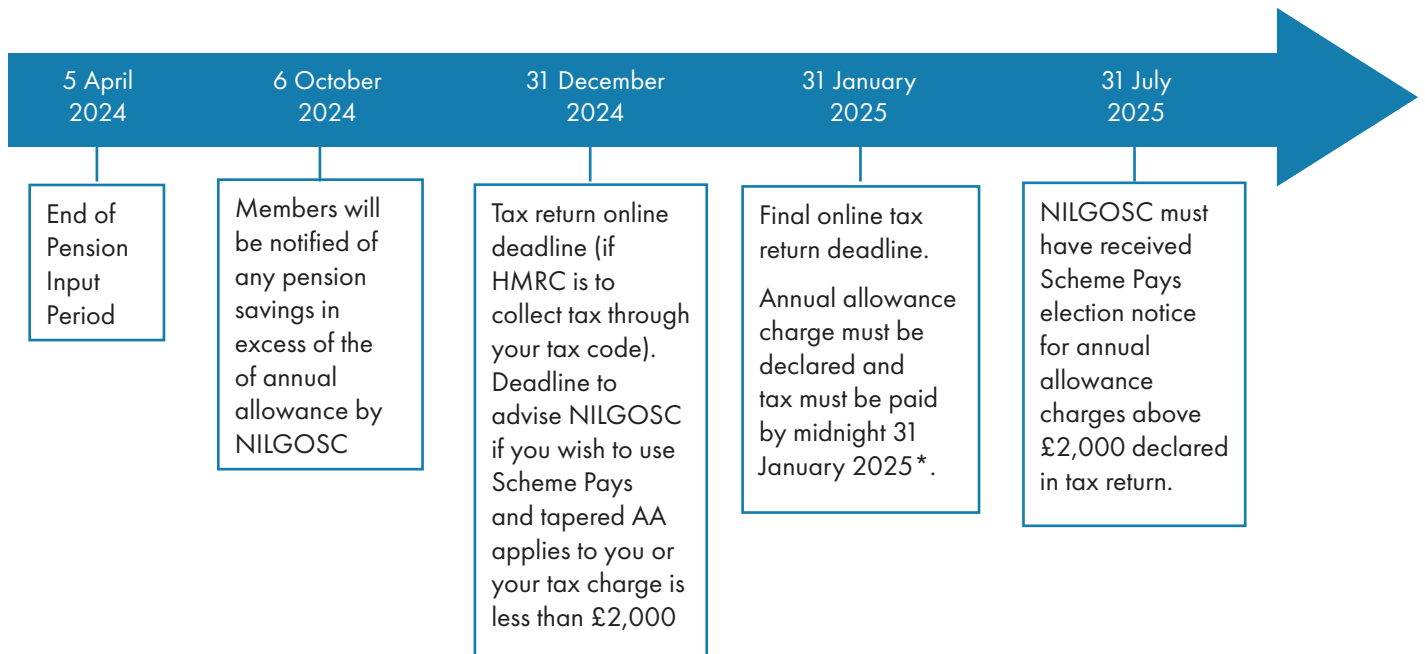 5 April
2024
6 October
2024
31 December
2024
31 January
2025
31 July
2025
End of
Pension
Input
Period
Members will
be notified of
any pension
savings in
excess of the
of annual
allowance by
NILGOSC
Tax return online
deadline (if
HMRC is to
collect tax through
your tax code).
Deadline to
advise NILGOSC
if you wish to use
Scheme Pays
and tapered AA
applies to you or
your tax charge is
less than £2,000
Final online tax
return deadline.
Annual allowance
charge must be
declared and
tax must be paid
by midnight 31
January 2025*.
NILGOSC must
have received
Scheme Pays
election notice
for annual
allowance
charges above
£2,000 declared
in tax return.